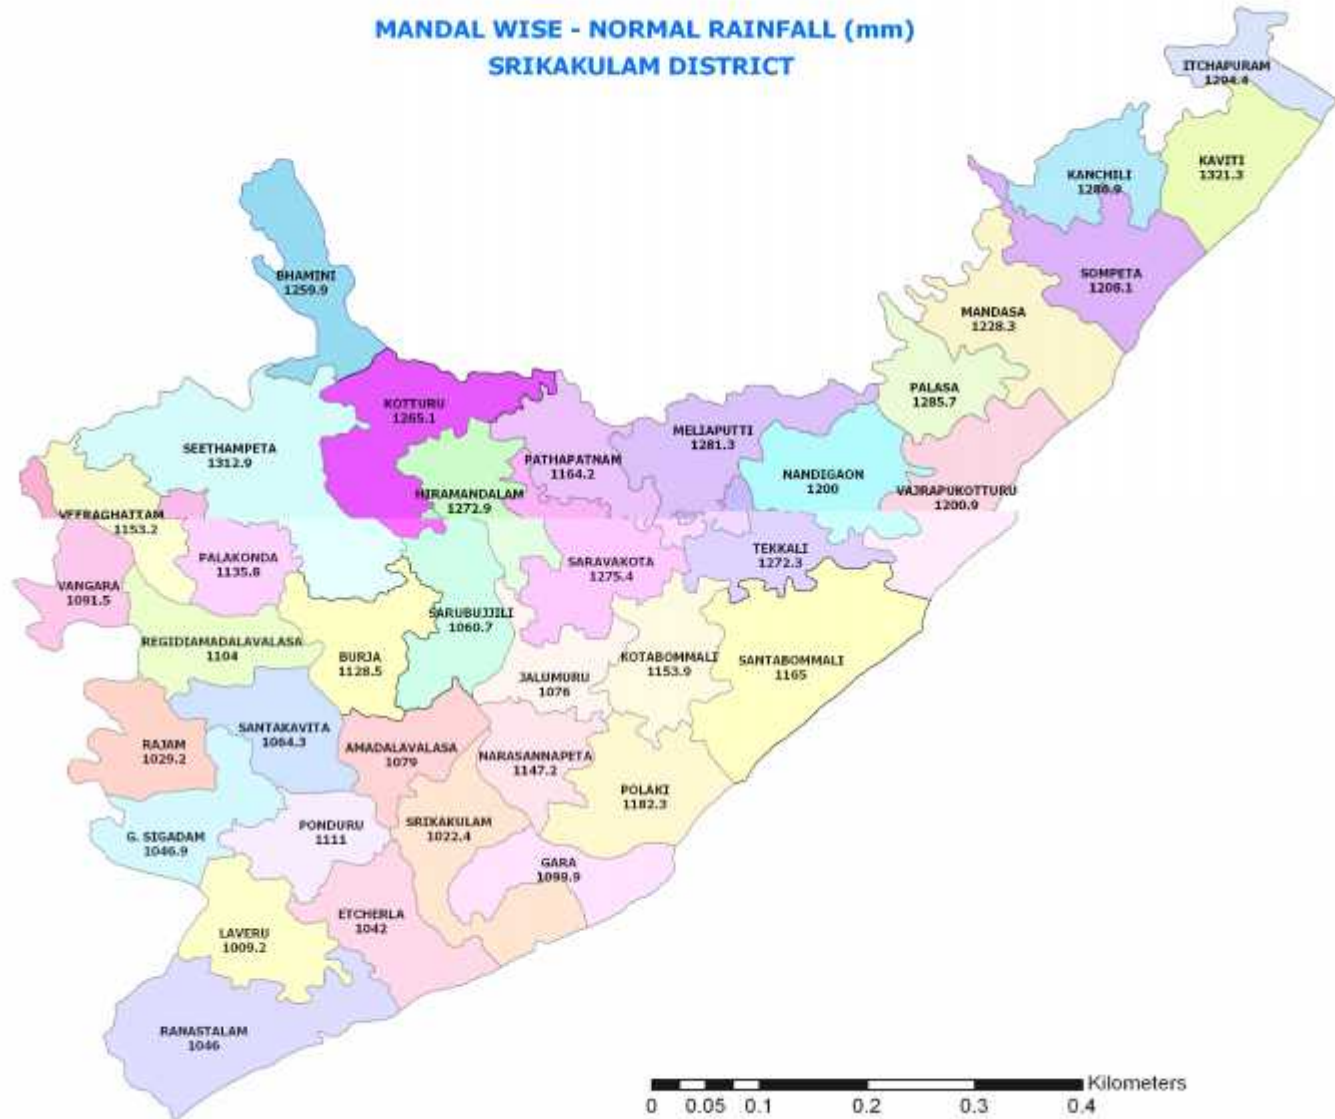 MANDAL WISE - NORMAL RAINFALL (mm)
SRIKAKULAM DISTRICT
ITCHAPURAM
1294.4
KAVITI
1321.3
KANCHILI
1286.9
SOMPETA
1208.1
BHAMINI
1259.9
MANDASA
1228.3
PALASA
1285.7
KOTTURU
1265.1
MELIAPUTTI
1281.3
SEETHAMPETA
1312.9
PATHAPATNAM
1164.2
NANDIGAON
1200
VAJRAPUKOTTURU
1200.9
HIRAMANDALAM
1272.9
VEERAGHATTAM
1153.2
PALAKONDA
1135.8
SARAVAKOTA
1275.4
TEKKALI
1272.3
VANGARA
1091.5
SARUBUJJILI
1060.7
REGIDIAMADALAVALASA
1104
BURJA
1128.5
KOTABOMMALI
1153.9
SANTABOMMALI
1165
JALUMURU
1076
SANTAKAVITA
1064.3
RAJAM
1029.2
AMADALAVALASA
1079
NARASANNAPETA
1147.2
POLAKI
1182.3
G. SIGADAM
1046.9
PONDURU
1111
SRIKAKULAM
1022.4
GARA
1099.9
ETCHERLA
1042
LAVERU
1009.2
RANASTALAM
1046
Kilometers
0 0.05 0.1 0.2 0.3 0.4